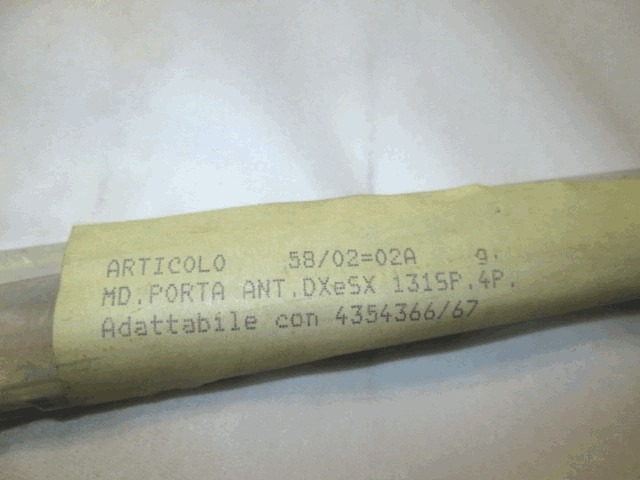 ARTICOLO 58/02=02A g.
MD.PORTA ANT.DXeSX 131SP.4P.
Adattabile con 4354366/67